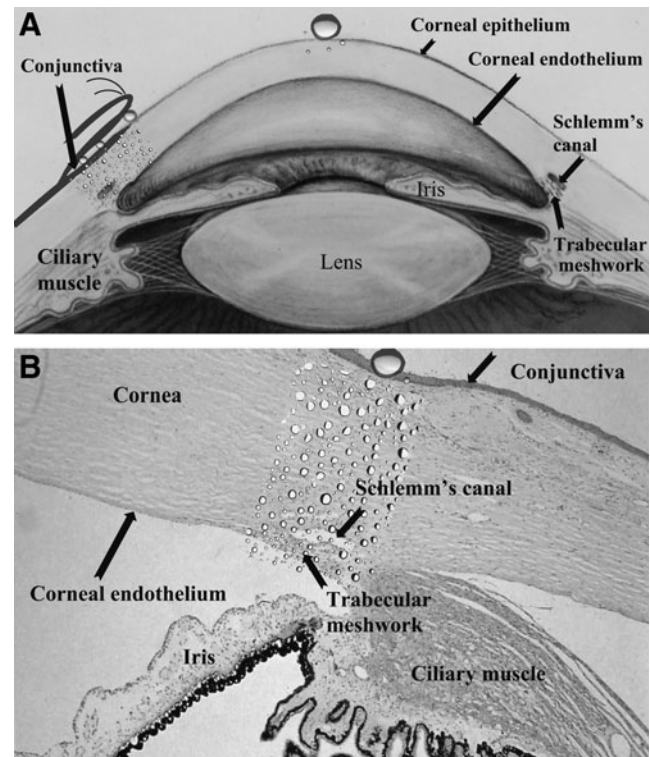 A
Corneal epithelium
Corneal endothelium
Conjunctiva
Schlemm's
canal
Iris
Trabecular
meshwork
Ciliary
muscle
Lens
B
Conjunctiva
Cornea
Schlemm's canal
Corneal endothelium
Trabecular
meshwork
Iris
Ciliary muscle